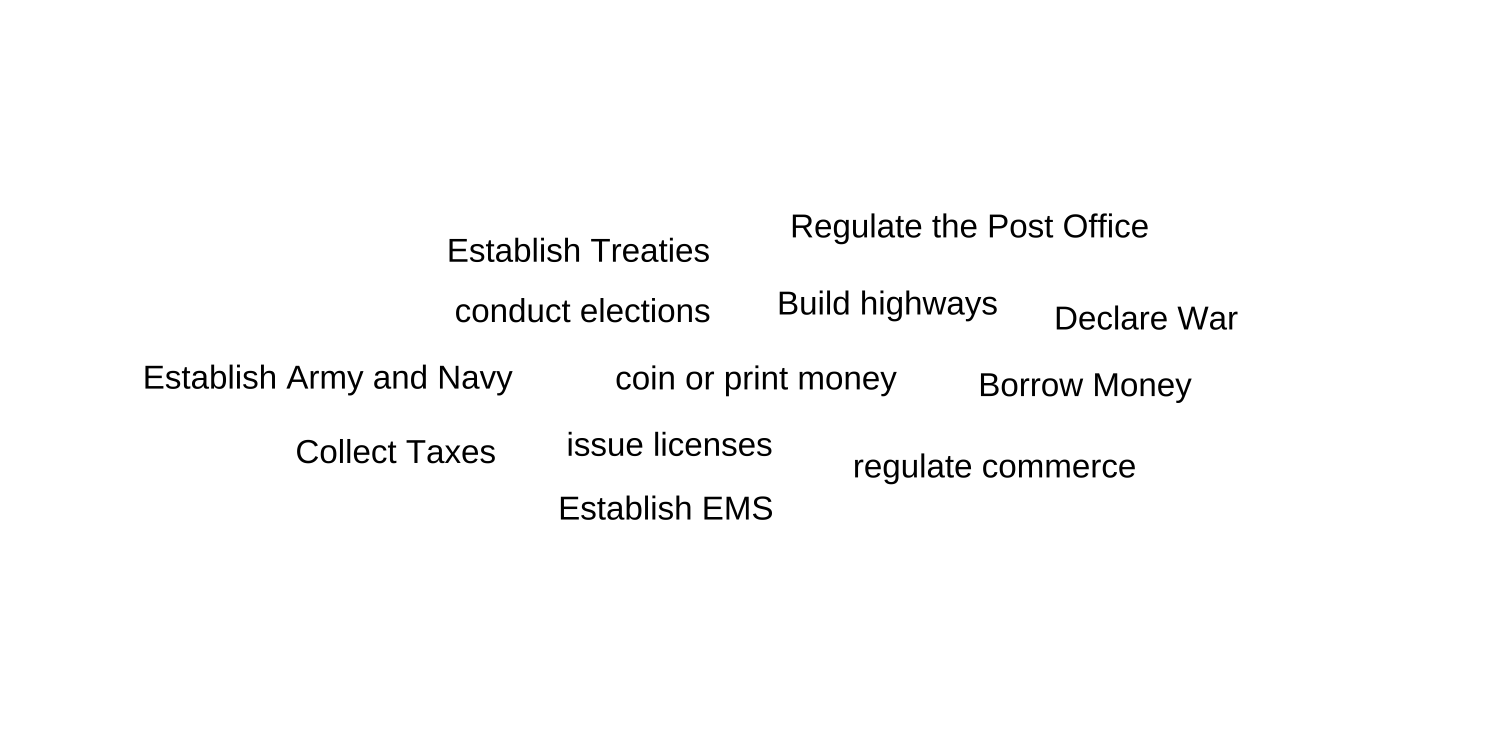 Regulate the Post Office
Establish Treaties
conduct elections
Build highways
Declare War
Establish Army and Navy
coin or print money
Borrow Money
Collect Taxes
issue licenses
regulate commerce
Establish EMS